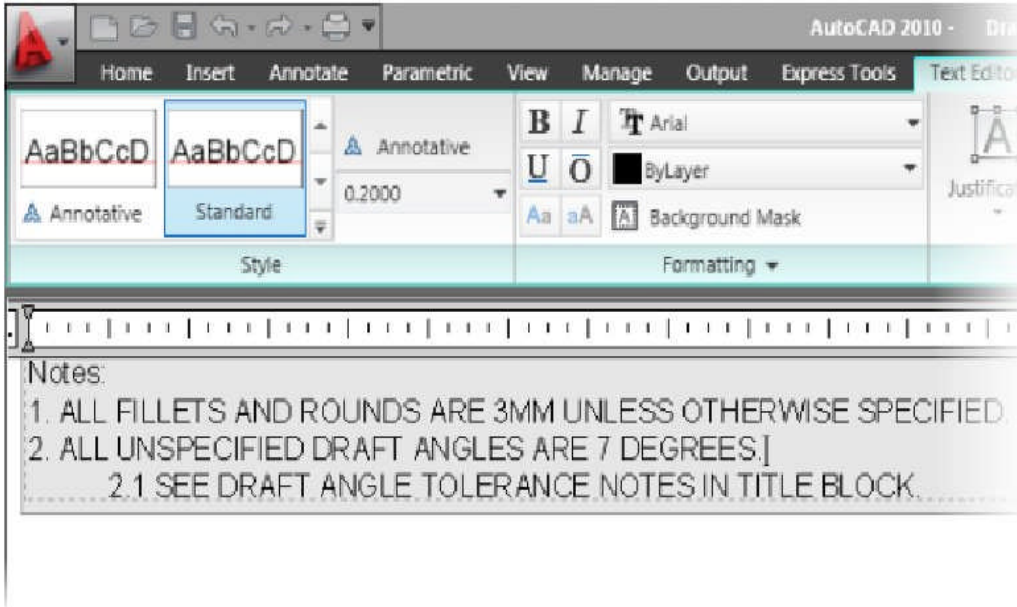 AutoCAD 2010 -
Home Insert Annotate Parametric View Manage Output Express Tools Text Edito
AaBbCcD AaBbCcD Annotative B I Arial
0.2000 U O ByLayer
Annotative Standard Aa aA A Background Mask Justificat
Style Formatting
Notes:
1. ALL FILLETS AND ROUNDS ARE 3MM UNLESS OTHERWISE SPECIFIED.
2. ALL UNSPECIFIED DRAFT ANGLES ARE 7 DEGREES.
2.1 SEE DRAFT ANGLE TOLERANCE NOTES IN TITLE BLOCK.